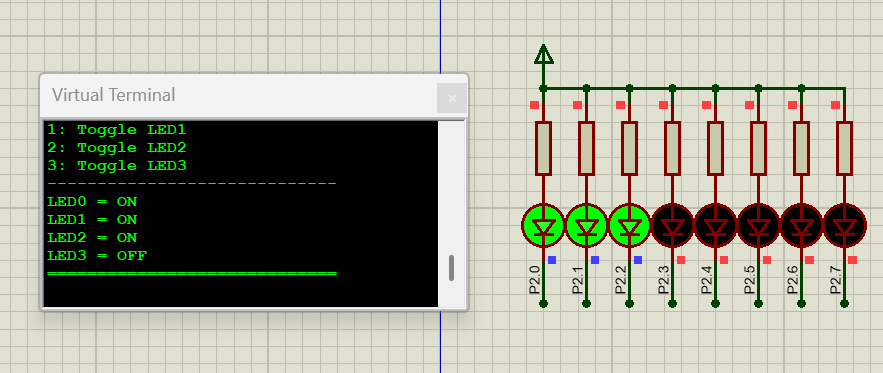 Virtual Terminal
1: Toggle LED1
2: Toggle LED2
3: Toggle LED3
-----------------------------
LED0 = ON
LED1 = ON
LED2 = ON
LED3 = OFF
=============================
P2.0
P2.1
P2.2
P2.3
P2.4
P2.5
P2.6
P2.7